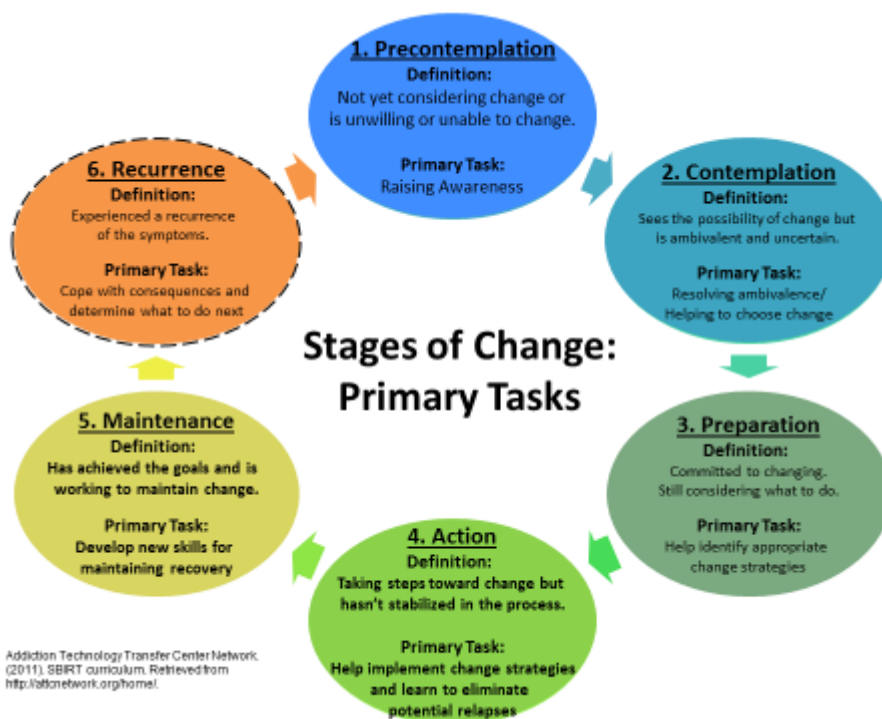 1. Precontemplation
Definition:
Not yet considering change or
is unwilling or unable to change.
Primary Task:
Raising Awareness
2. Contemplation
Definition:
Sees the possibility of change but
is ambivalent and uncertain.
Primary Task:
Resolving ambivalence/
Helping to choose change
3. Preparation
Definition:
Committed to changing.
Still considering what to do.
Primary Task:
Help identify appropriate
change strategies
4. Action
Definition:
Taking steps toward change but
hasn't stabilized in the process.
Primary Task:
Help implement change strategies
and learn to eliminate
potential relapses
5. Maintenance
Definition:
Has achieved the goals and is
working to maintain change.
Primary Task:
Develop new skills for
maintaining recovery
6. Recurrence
Definition:
Experienced a recurrence
of the symptoms.
Primary Task:
Cope with consequences and
determine what to do next
Stages of Change:
Primary Tasks
Addiction Technology Transfer Center Network.
(2011). SBIRT curriculum. Retrieved from
http://attcnetwork.org/home/.